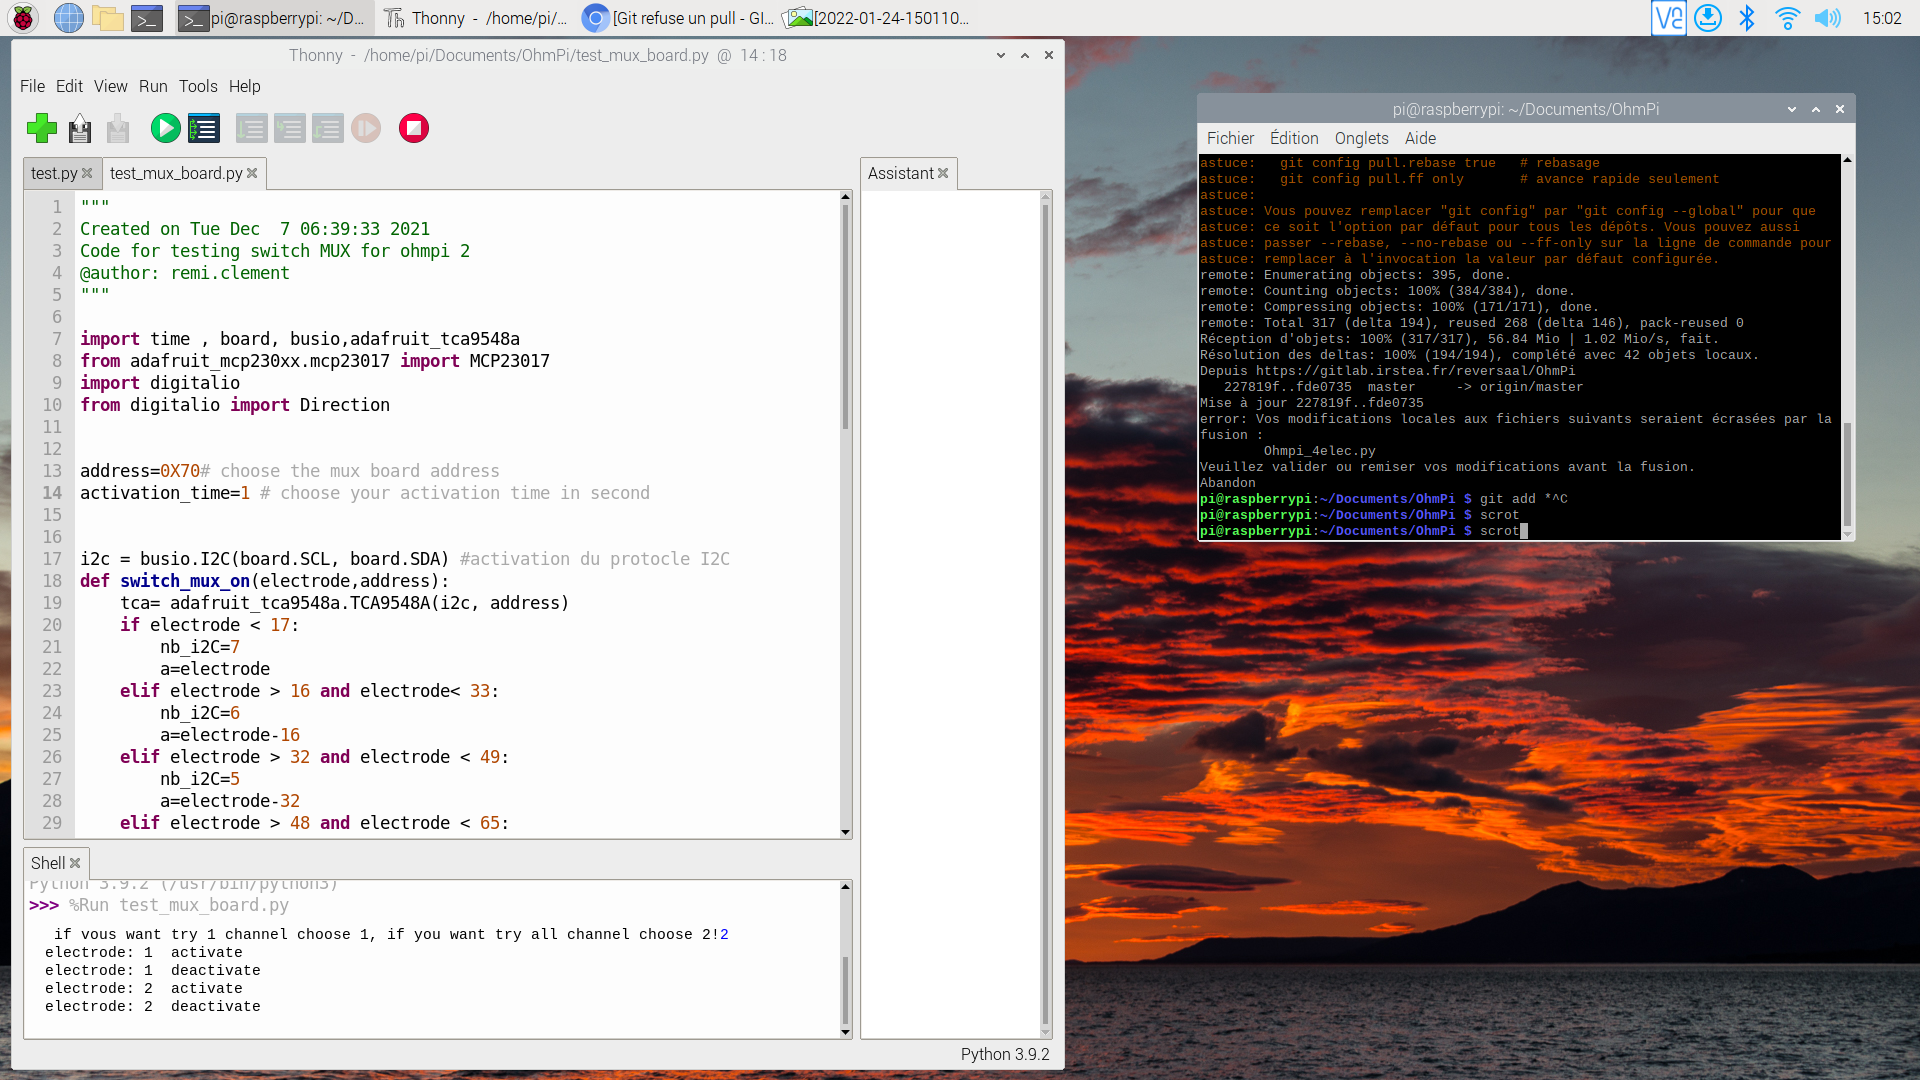 pi@raspberrypi: ~/D...
Thonny - /home/pi/...
[Git refuse un pull - GI...
[2022-01-24-150110...
15:02
Thonny - /home/pi/Documents/OhmPi/test_mux_board.py @ 14 : 18
File Edit View Run Tools Help
test.py
test_mux_board.py
1 """
2 Created on Tue Dec  7 06:39:33 2021
3 Code for testing switch MUX for ohmpi 2
4 @author: remi.clement
5 """
6
7 import time , board, busio,adafruit_tca9548a
8 from adafruit_mcp230xx.mcp23017 import MCP23017
9 import digitalio
10 from digitalio import Direction
11
12
13 address=0X70# choose the mux board address
14 activation_time=1 # choose your activation time in second
15
16
17 i2c = busio.I2C(board.SCL, board.SDA) #activation du protocle I2C
18 def switch_mux_on(electrode,address):
19     tca= adafruit_tca9548a.TCA9548A(i2c, address)
20     if electrode < 17:
21         nb_i2C=7
22         a=electrode
23     elif electrode > 16 and electrode< 33:
24         nb_i2C=6
25         a=electrode-16
26     elif electrode > 32 and electrode < 49:
27         nb_i2C=5
28         a=electrode-32
29     elif electrode > 48 and electrode < 65:
Shell
Python 3.9.2 (/usr/bin/python3)
>>> %Run test_mux_board.py
if vous want try 1 channel choose 1, if you want try all channel choose 2!2
electrode: 1  activate
electrode: 1  deactivate
electrode: 2  activate
electrode: 2  deactivate
Assistant
Python 3.9.2
pi@raspberrypi: ~/Documents/OhmPi
Fichier Édition Onglets Aide
astuce:   git config pull.rebase true   # rebasage
astuce:   git config pull.ff only       # avance rapide seulement
astuce:
astuce: Vous pouvez remplacer "git config" par "git config --global" pour que
astuce: ce soit l'option par défaut pour tous les dépôts. Vous pouvez aussi
astuce: passer --rebase, --no-rebase ou --ff-only sur la ligne de commande pour
astuce: remplacer à l'invocation la valeur par défaut configurée.
remote: Enumerating objects: 395, done.
remote: Counting objects: 100% (384/384), done.
remote: Compressing objects: 100% (171/171), done.
remote: Total 317 (delta 194), reused 268 (delta 146), pack-reused 0
Réception d'objets: 100% (317/317), 56.84 Mio | 1.02 Mio/s, fait.
Résolution des deltas: 100% (194/194), complété avec 42 objets locaux.
Depuis https://gitlab.irstea.fr/reversaal/OhmPi
   227819f..fde0735  master     -> origin/master
Mise à jour 227819f..fde0735
error: Vos modifications locales aux fichiers suivants seraient écrasées par la
fusion :
        Ohmpi_4elec.py
Veuillez valider ou remiser vos modifications avant la fusion.
Abandon
pi@raspberrypi:~/Documents/OhmPi $ git add *^C
pi@raspberrypi:~/Documents/OhmPi $ scrot
pi@raspberrypi:~/Documents/OhmPi $ scrot